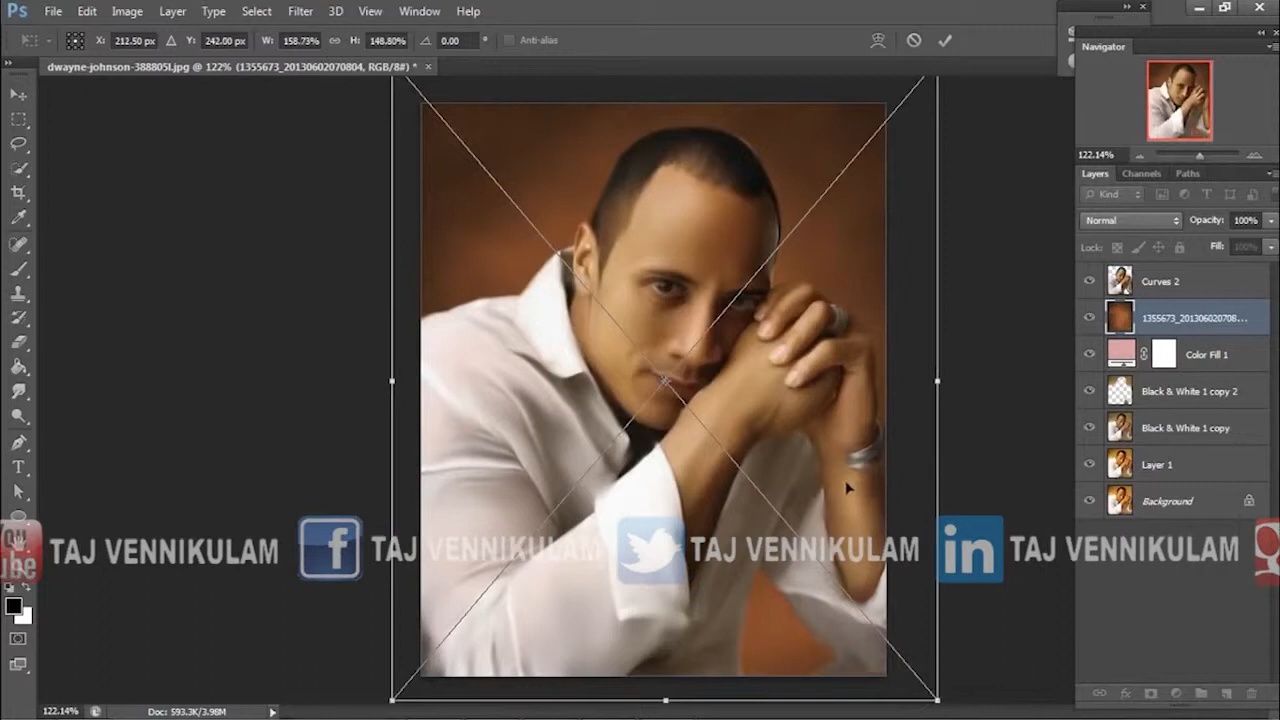 Ps File Edit Image Layer Type Select Filter 3D View Window Help
X: 212.50 px Y: 242.00 px W: 158.73% H: 148.80% 0.00 ° Anti-alias
dwayne-johnson-388805l.jpg @ 122% (1355673_20130602070804, RGB/8#) * ×
Navigator
122.14%
Layers Channels Paths
Kind
Normal Opacity: 100%
Lock: Fill: 100%
Curves 2
1355673_201306020708...
Color Fill 1
Black & White 1 copy 2
Black & White 1 copy
Layer 1
Background
TAJ VENNIKULAM f TAJ VENNIKULAM TAJ VENNIKULAM in TAJ VENNIKULAM
122.14% Doc: 593.3K/3.98M